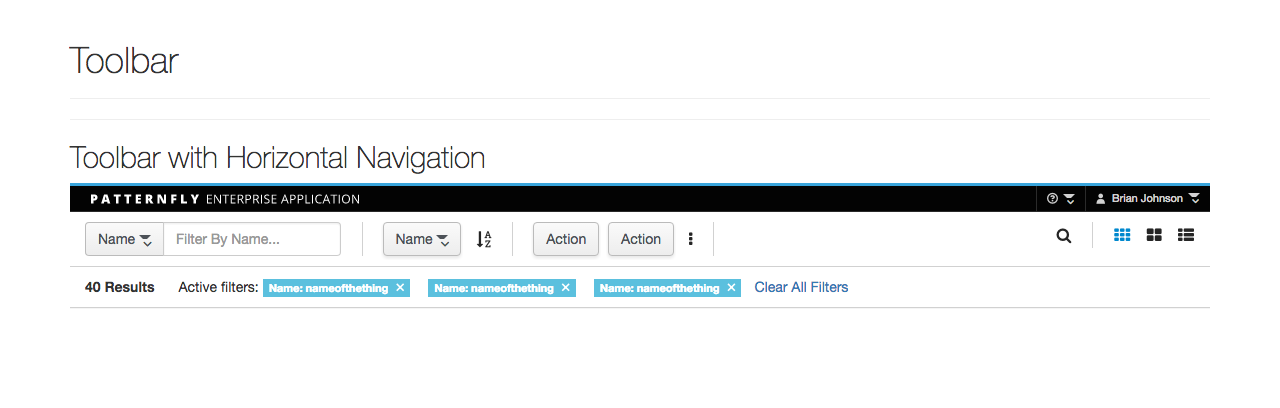 Toolbar
Toolbar with Horizontal Navigation
PATTERNFLY ENTERPRISE APPLICATION Brian Johnson
Name Filter By Name... Name Action Action
40 Results Active filters: Name: nameofthething × Name: nameofthething × Name: nameofthething × Clear All Filters